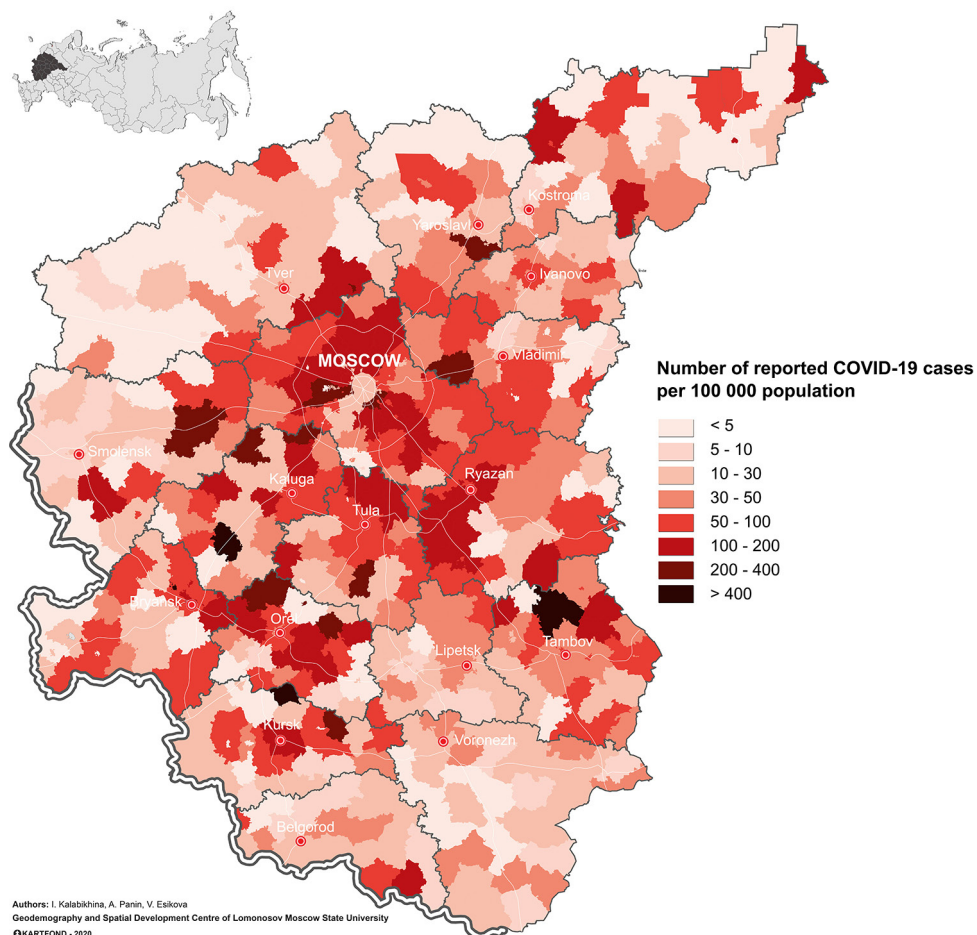 Kostroma
Yaroslavl
Ivanovo
Tver
MOSCOW
Vladimir
Number of reported COVID-19 cases
per 100 000 population
< 5
5 - 10
10 - 30
30 - 50
50 - 100
100 - 200
200 - 400
> 400
Smolensk
Kaluga
Ryazan
Tula
Bryansk
Orel
Tambov
Lipetsk
Kursk
Voronezh
Belgorod
Authors: I. Kalabikhina, A. Panin, V. Esikova
Geodemography and Spatial Development Centre of Lomonosov Moscow State University
KARTFOND - 2020